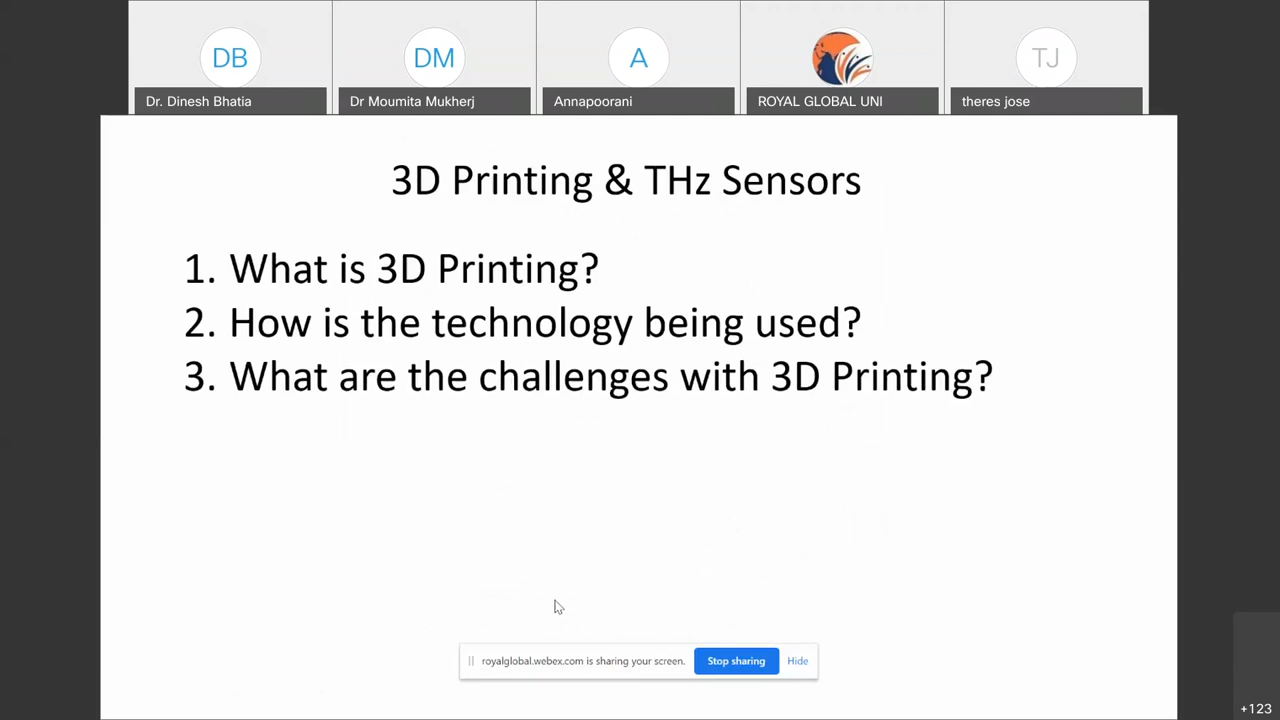 DB
DM
A
TJ
Dr. Dinesh Bhatia
Dr Moumita Mukherj
Annapoorani
ROYAL GLOBAL UNI
theres jose
3D Printing & THz Sensors
1. What is 3D Printing?
2. How is the technology being used?
3. What are the challenges with 3D Printing?
royalglobal.webex.com is sharing your screen.
Stop sharing
Hide
+123